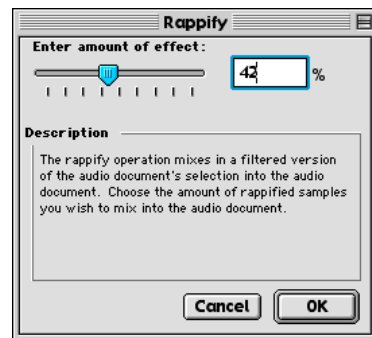 Rappify
Enter amount of effect:
42 %
Description
The rappify operation mixes in a filtered version
of the audio document's selection into the audio
document. Choose the amount of rappified samples
you wish to mix into the audio document.
Cancel OK